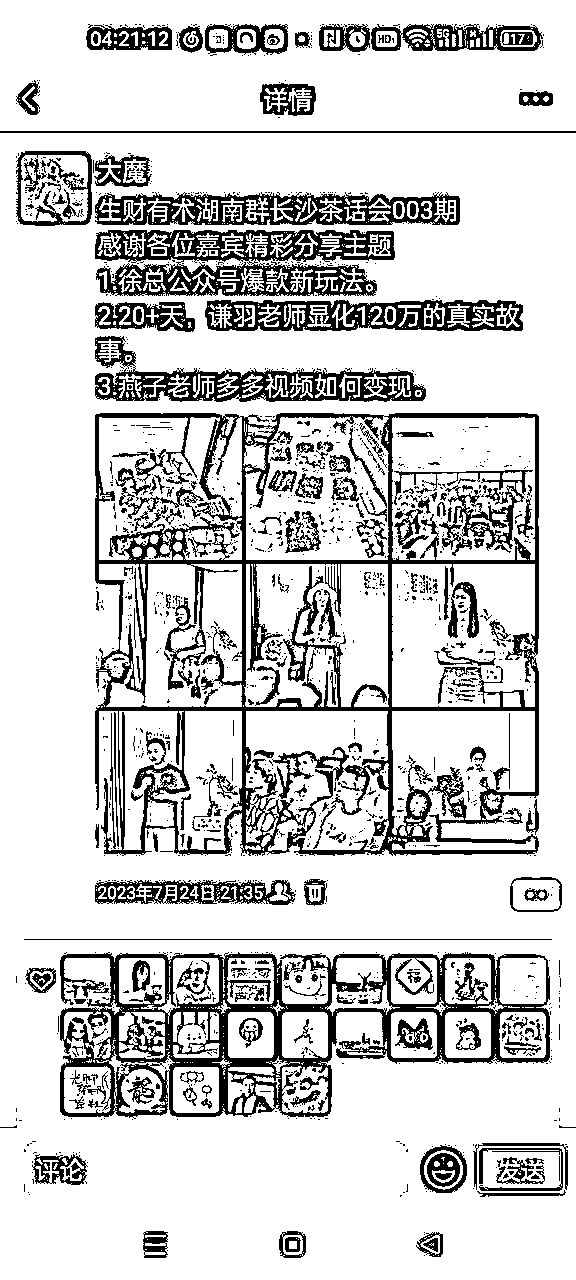 04:21:12
HD
117
详情
大魔
生财有术湖南群长沙茶话会003期
感谢各位嘉宾精彩分享主题
1.徐总公众号爆款新玩法。
2.20+天，谦羽老师显化120万的真实故
事。
3.燕子老师多多视频如何变现。
2023年7月24日 21:35
评论
发送